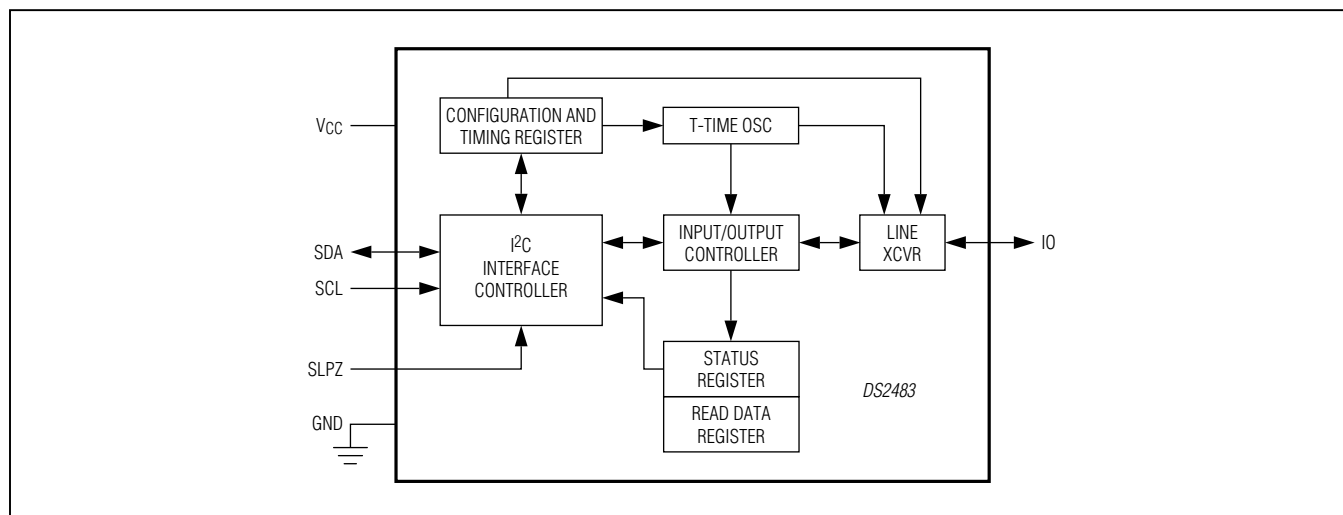 CONFIGURATION AND
TIMING REGISTER
T-TIME OSC
VCC
SDA
SCL
SLPZ
GND
I²C
INTERFACE
CONTROLLER
INPUT/OUTPUT
CONTROLLER
LINE
XCVR
IO
STATUS
REGISTER
READ DATA
REGISTER
DS2483